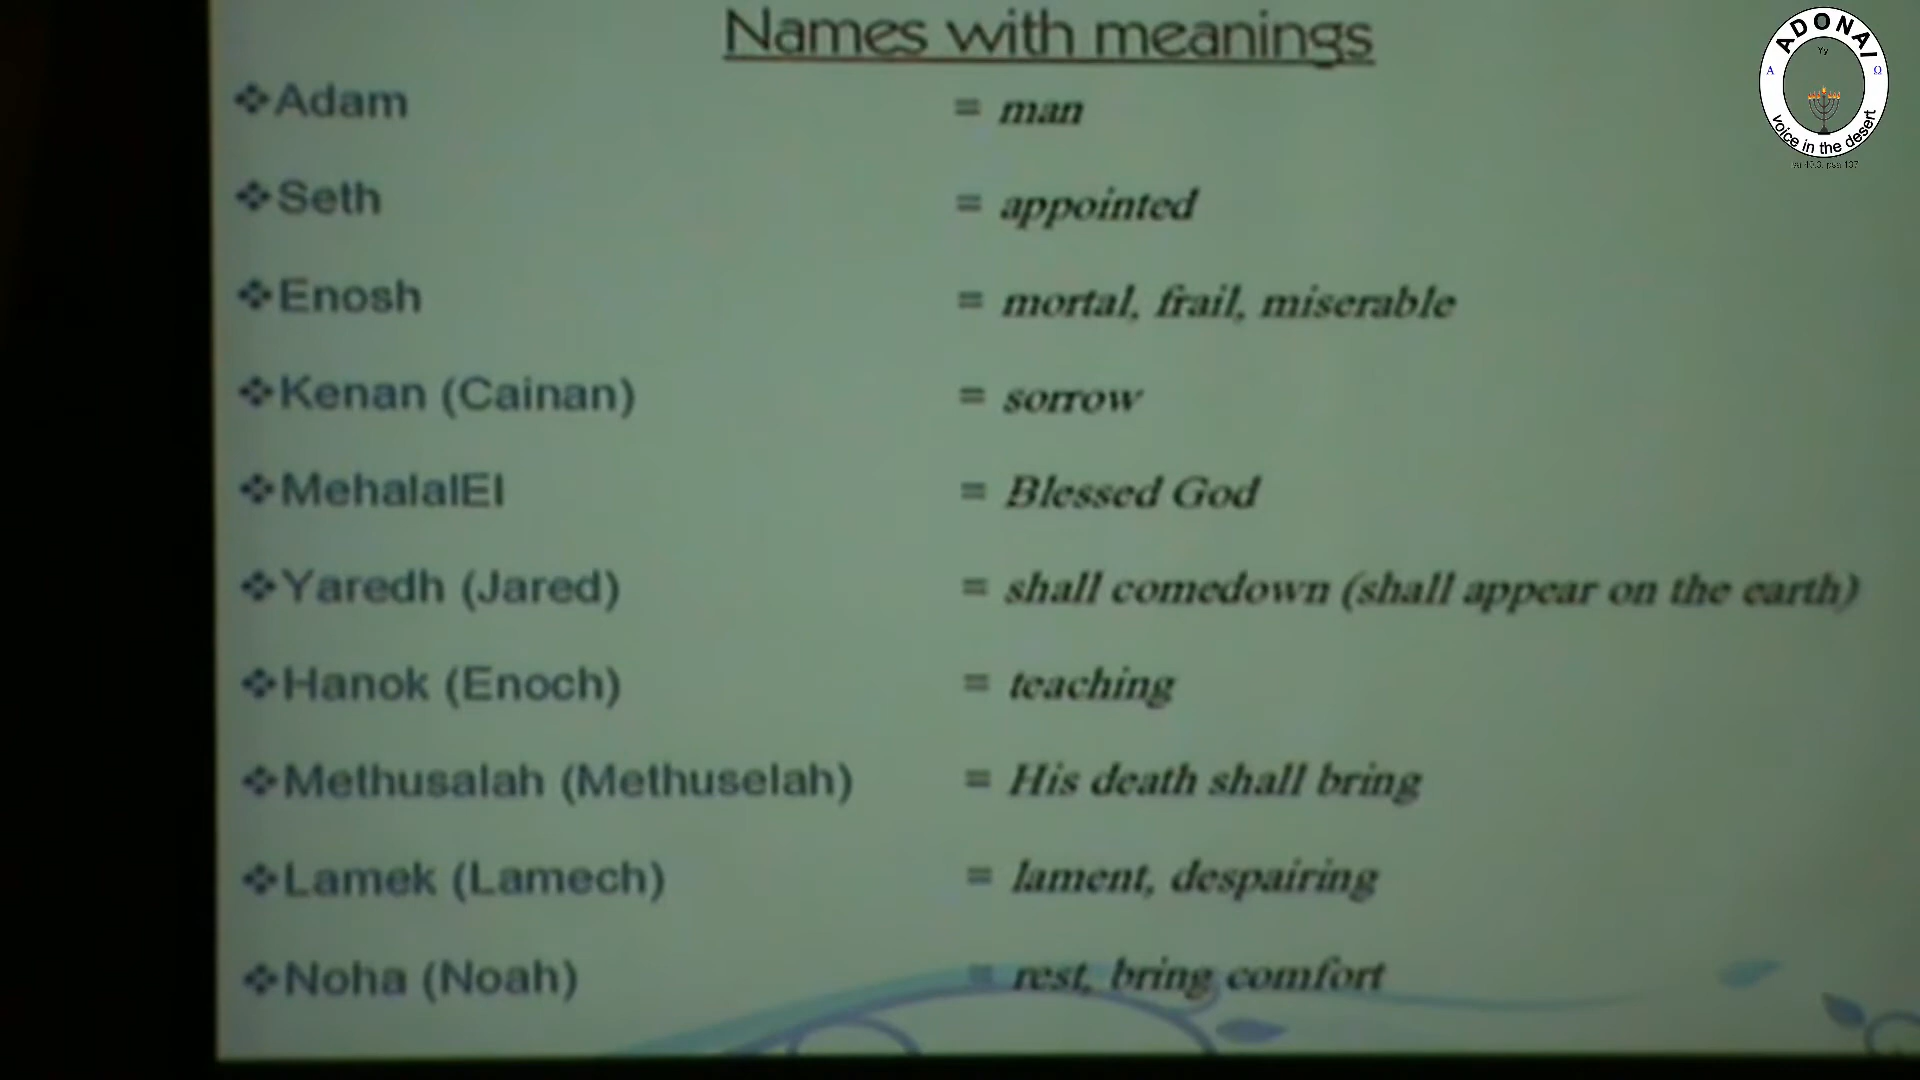 Names with meanings
❖Adam = man
❖Seth = appointed
❖Enosh = mortal, frail, miserable
❖Kenan (Cainan) = sorrow
❖MehalalEl = Blessed God
❖Yaredh (Jared) = shall comedown (shall appear on the earth)
❖Hanok (Enoch) = teaching
❖Methusalah (Methuselah) = His death shall bring
❖Lamek (Lamech) = lament, despairing
❖Noha (Noah) = rest, bring comfort
ADONAI
Yy
Α Ω
voice in the desert